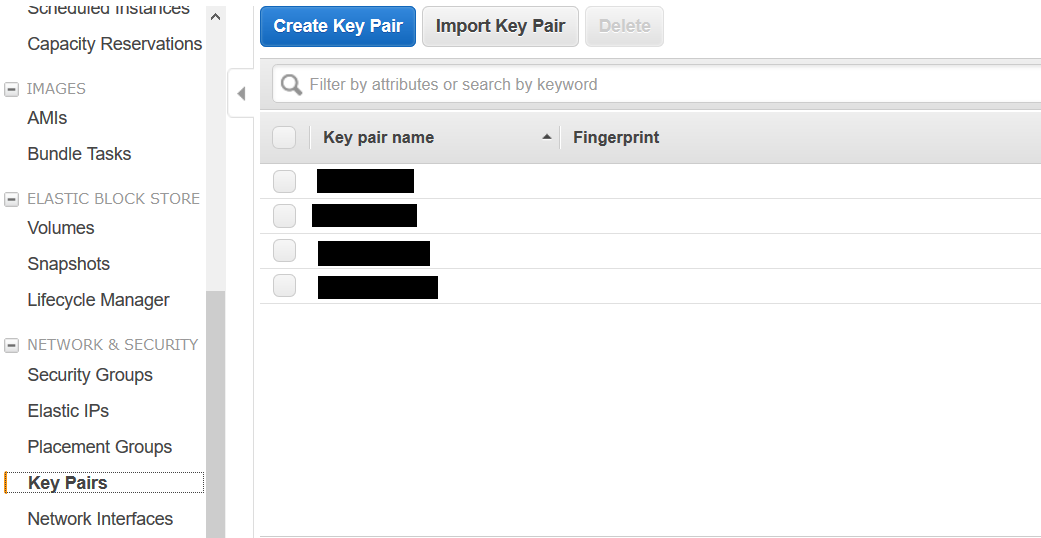 Scheduled Instances
Capacity Reservations
IMAGES
AMIs
Bundle Tasks
ELASTIC BLOCK STORE
Volumes
Snapshots
Lifecycle Manager
NETWORK & SECURITY
Security Groups
Elastic IPs
Placement Groups
Key Pairs
Network Interfaces
Create Key Pair Import Key Pair Delete
Filter by attributes or search by keyword
Key pair name Fingerprint